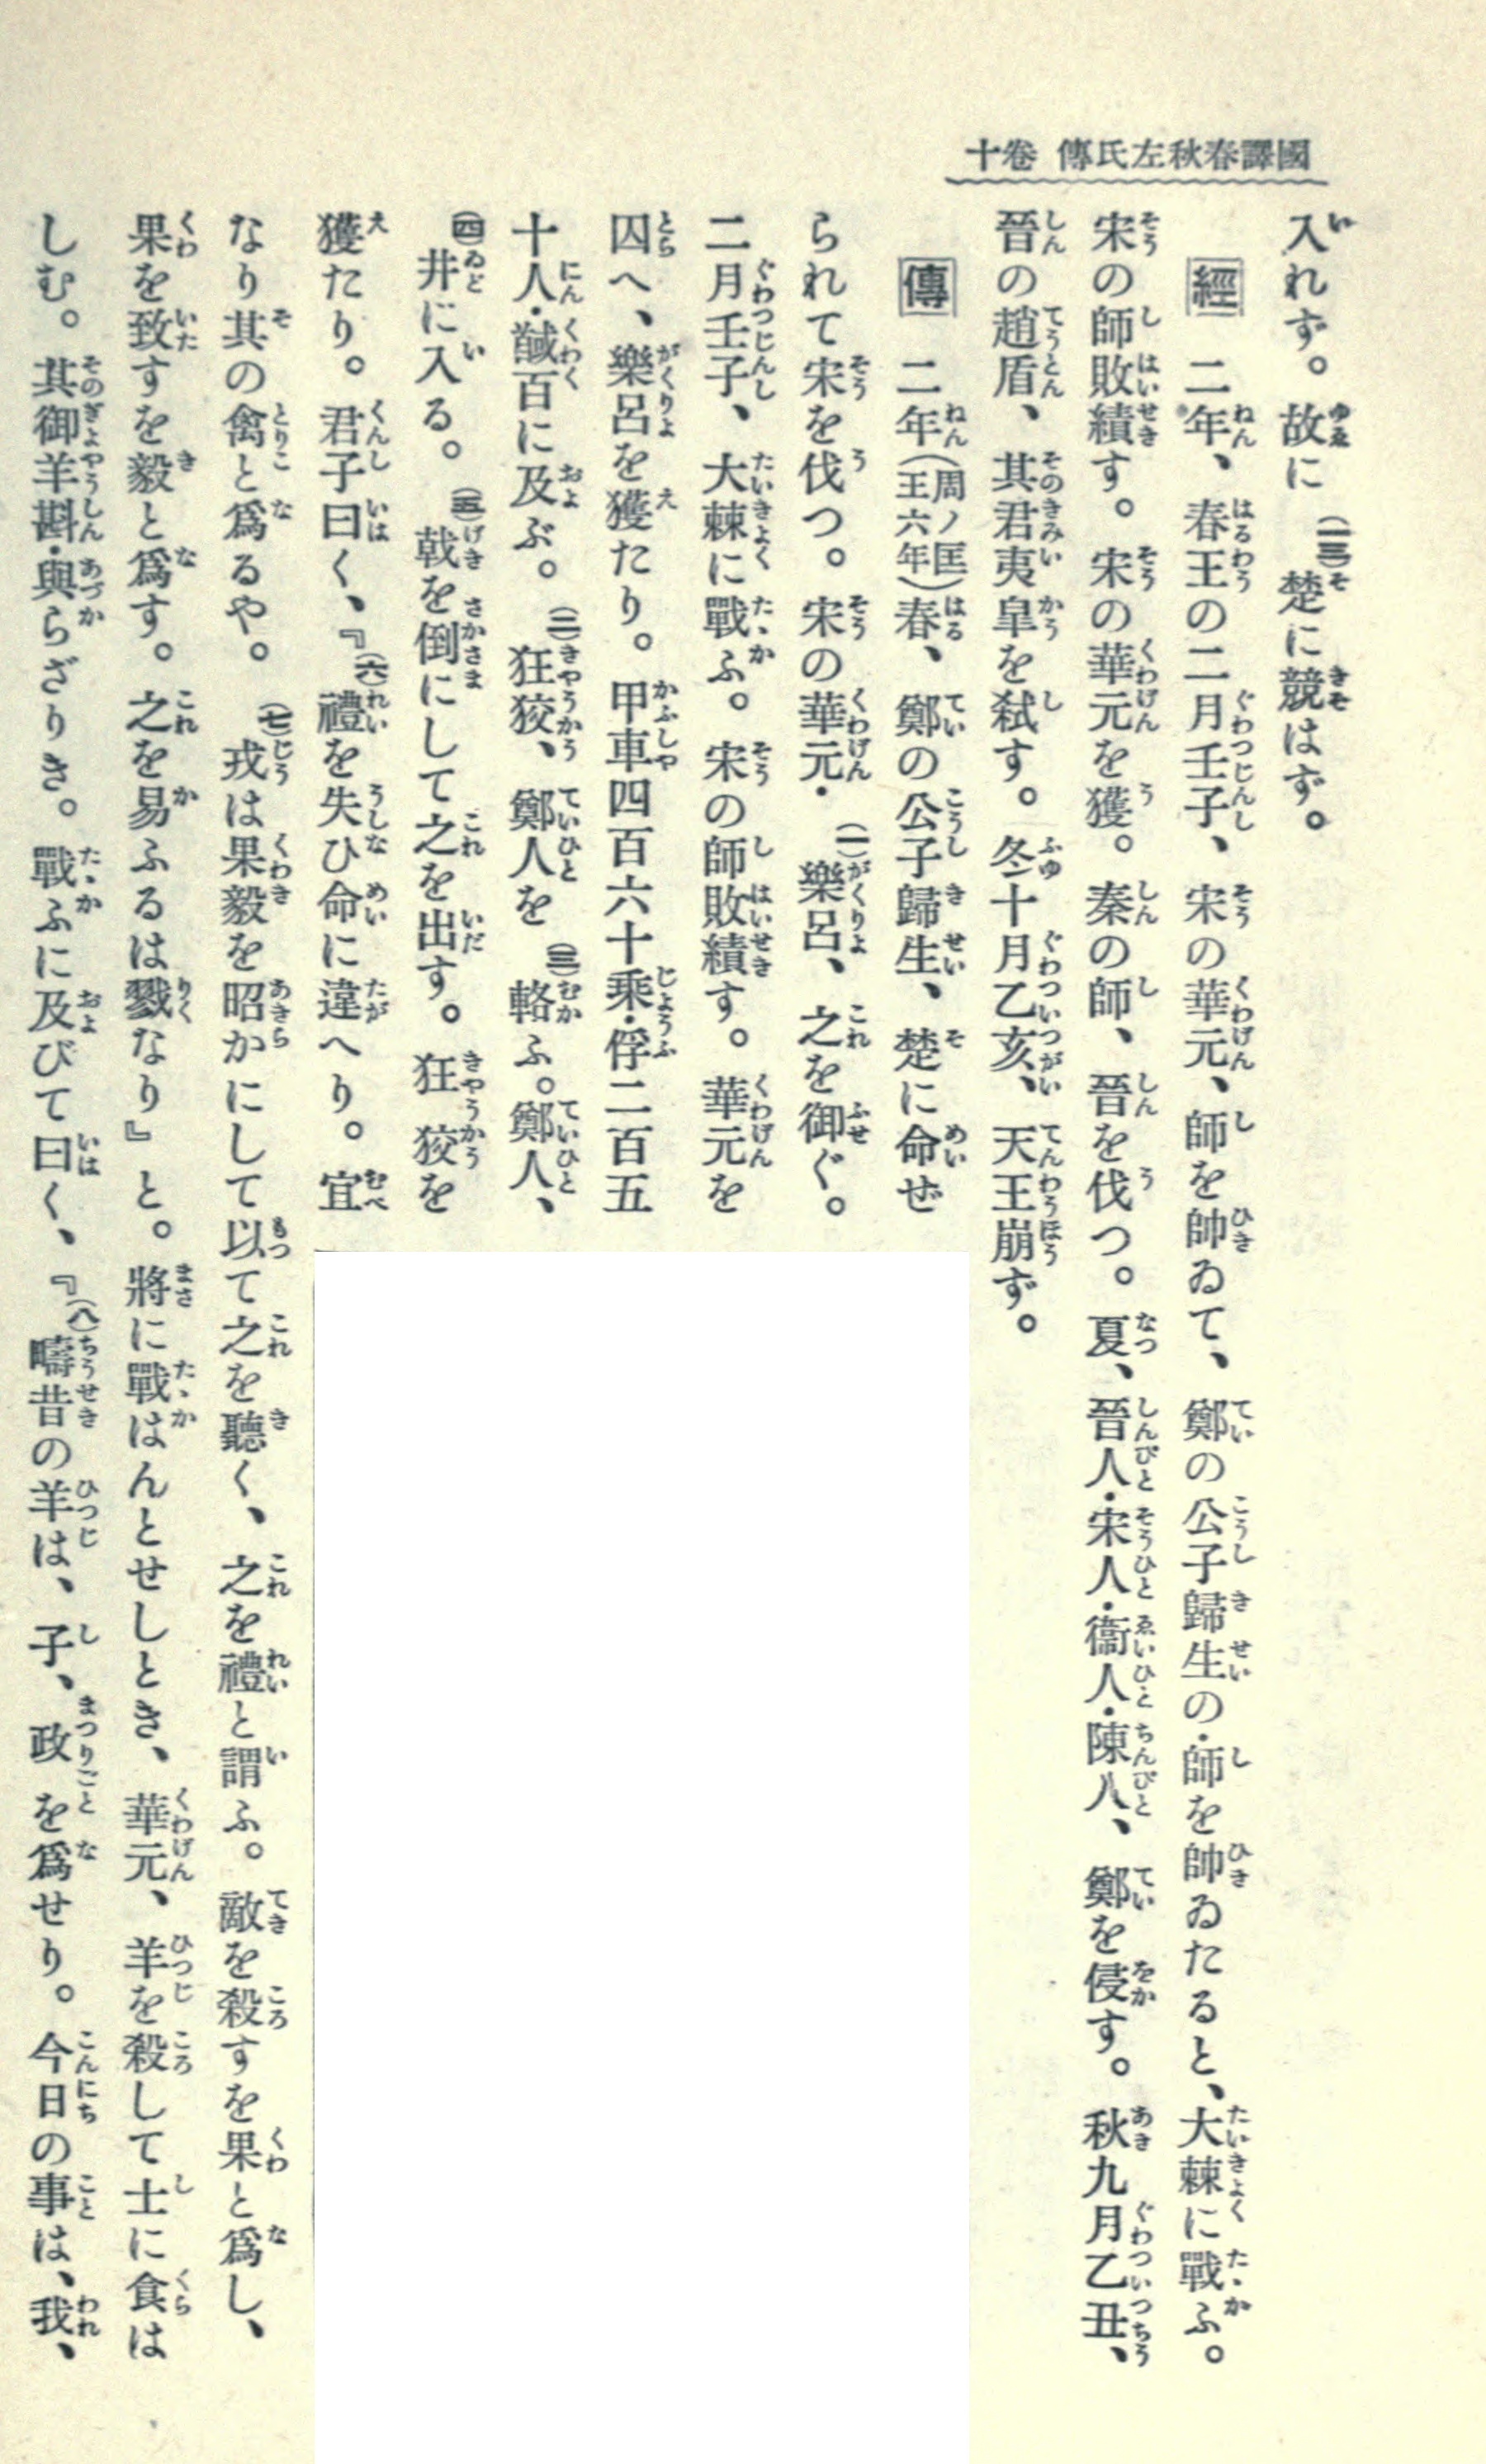 國譯春秋左氏傳 卷十
入れず。故に(一三)楚に競はず。
經 二年、春王の二月壬子、宋の華元、師を帥ゐて、鄭の公子歸生の·師を帥ゐたると、大棘に戰ふ。
宋の師敗績す。宋の華元を獲。秦の師、晉を伐つ。夏、晉人·宋人·衞人·陳人、鄭を侵す。秋九月乙丑、
晉の趙盾、其君夷皐を弑す。冬十月乙亥、天王崩ず。
傳 二年(周ノ匡王六年)春、鄭の公子歸生、楚に命ぜ
られて宋を伐つ。宋の華元·(一)樂呂、之を御ぐ。
二月壬子、大棘に戰ふ。宋の師敗績す。華元を
囚へ、樂呂を獲たり。甲車四百六十乘·俘二百五
十人·馘百に及ぶ。(二)狂狡、鄭人を(三)輅ふ。鄭人、
(四)井に入る。(五)戟を倒にして之を出す。狂狡を
獲たり。君子曰く、『(六)禮を失ひ命に違へり。宜
なり其の禽と爲るや。(七)戎は果毅を昭かにして以て之を聽く、之を禮と謂ふ。敵を殺すを果と爲し、
果を致すを毅と爲す。之を易ふるは戮なり』と。將に戰はんとせしとき、華元、羊を殺して士に食は
しむ。其御羊斟·與らざりき。戰ふに及びて曰く、『(八)疇昔の羊は、子、政を爲せり。今日の事は、我、